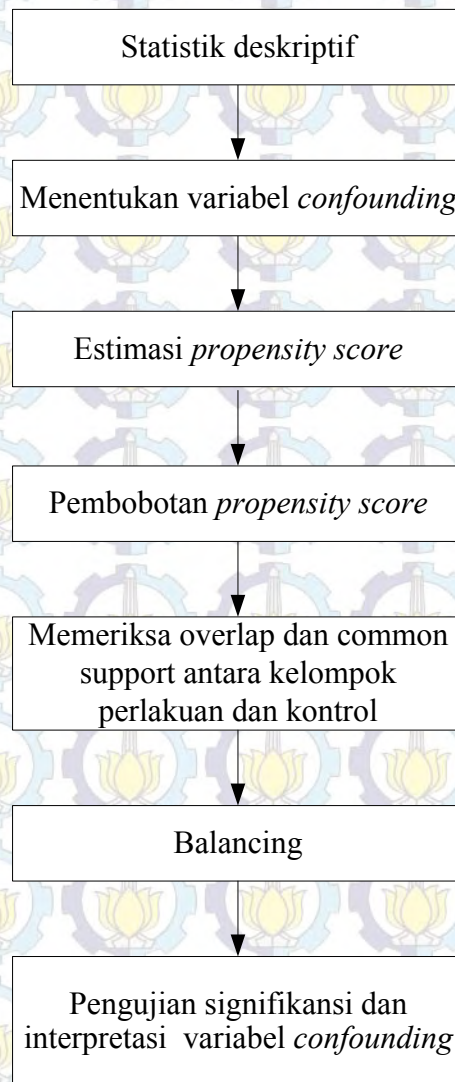 Statistik deskriptif
Menentukan variabel confounding
Estimasi propensity score
Pembobotan propensity score
Memeriksa overlap dan common
support antara kelompok
perlakuan dan kontrol
Balancing
Pengujian signifikansi dan
interpretasi variabel confounding